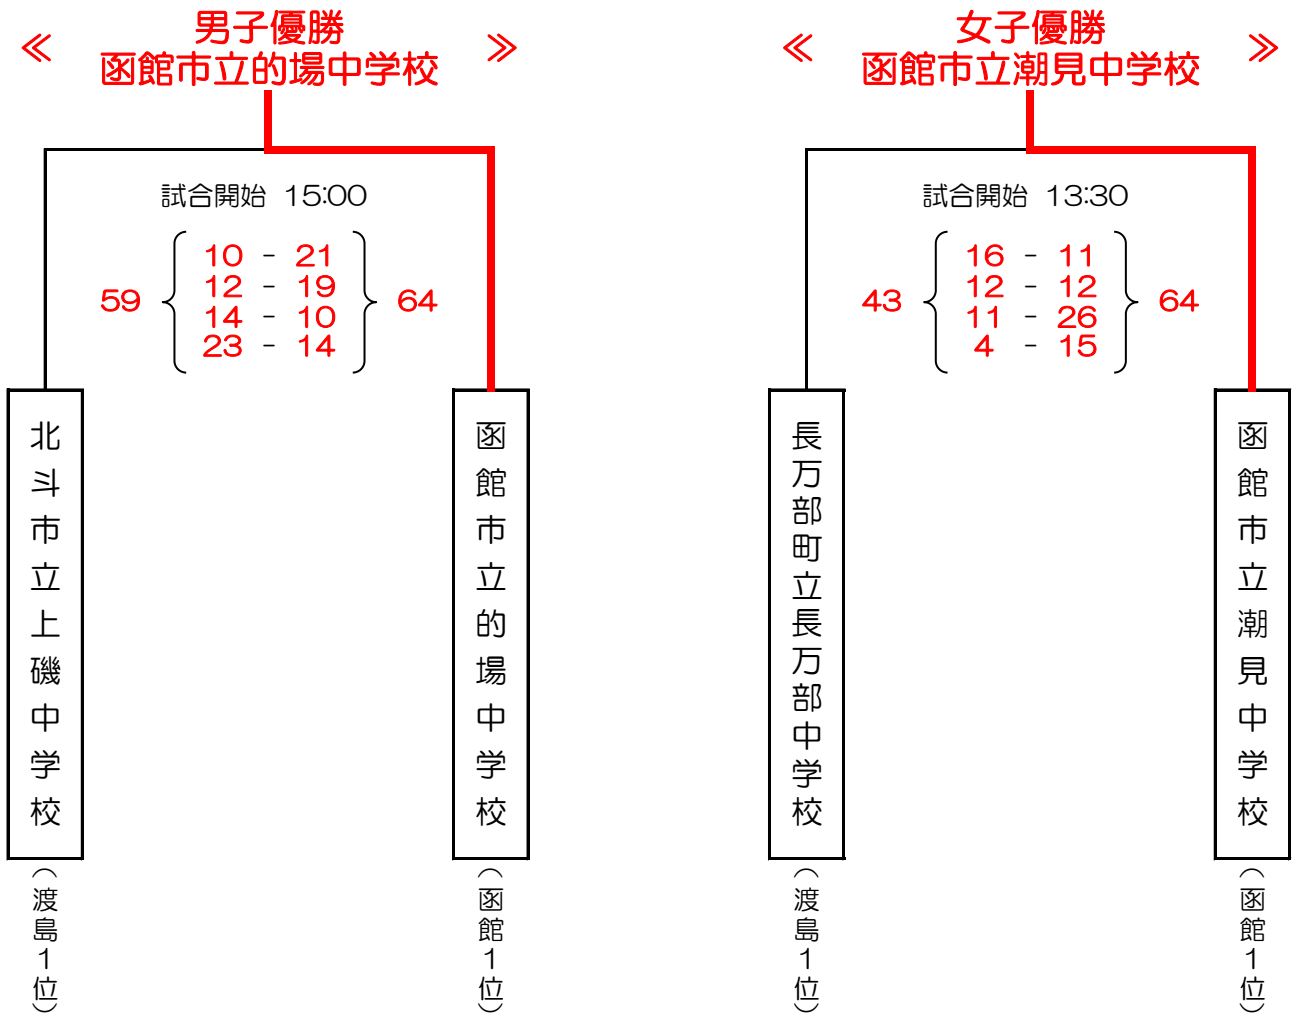 ≪ 男子優勝 ≫
函館市立的場中学校
試合開始 15:00
10 - 21
12 - 19
59 { } 64
14 - 10
23 - 14
北斗市立上磯中学校
（渡島1位）
函館市立的場中学校
（函館1位）
≪ 女子優勝 ≫
函館市立潮見中学校
試合開始 13:30
16 - 11
12 - 12
43 { } 64
11 - 26
4 - 15
長万部町立長万部中学校
（渡島1位）
函館市立潮見中学校
（函館1位）